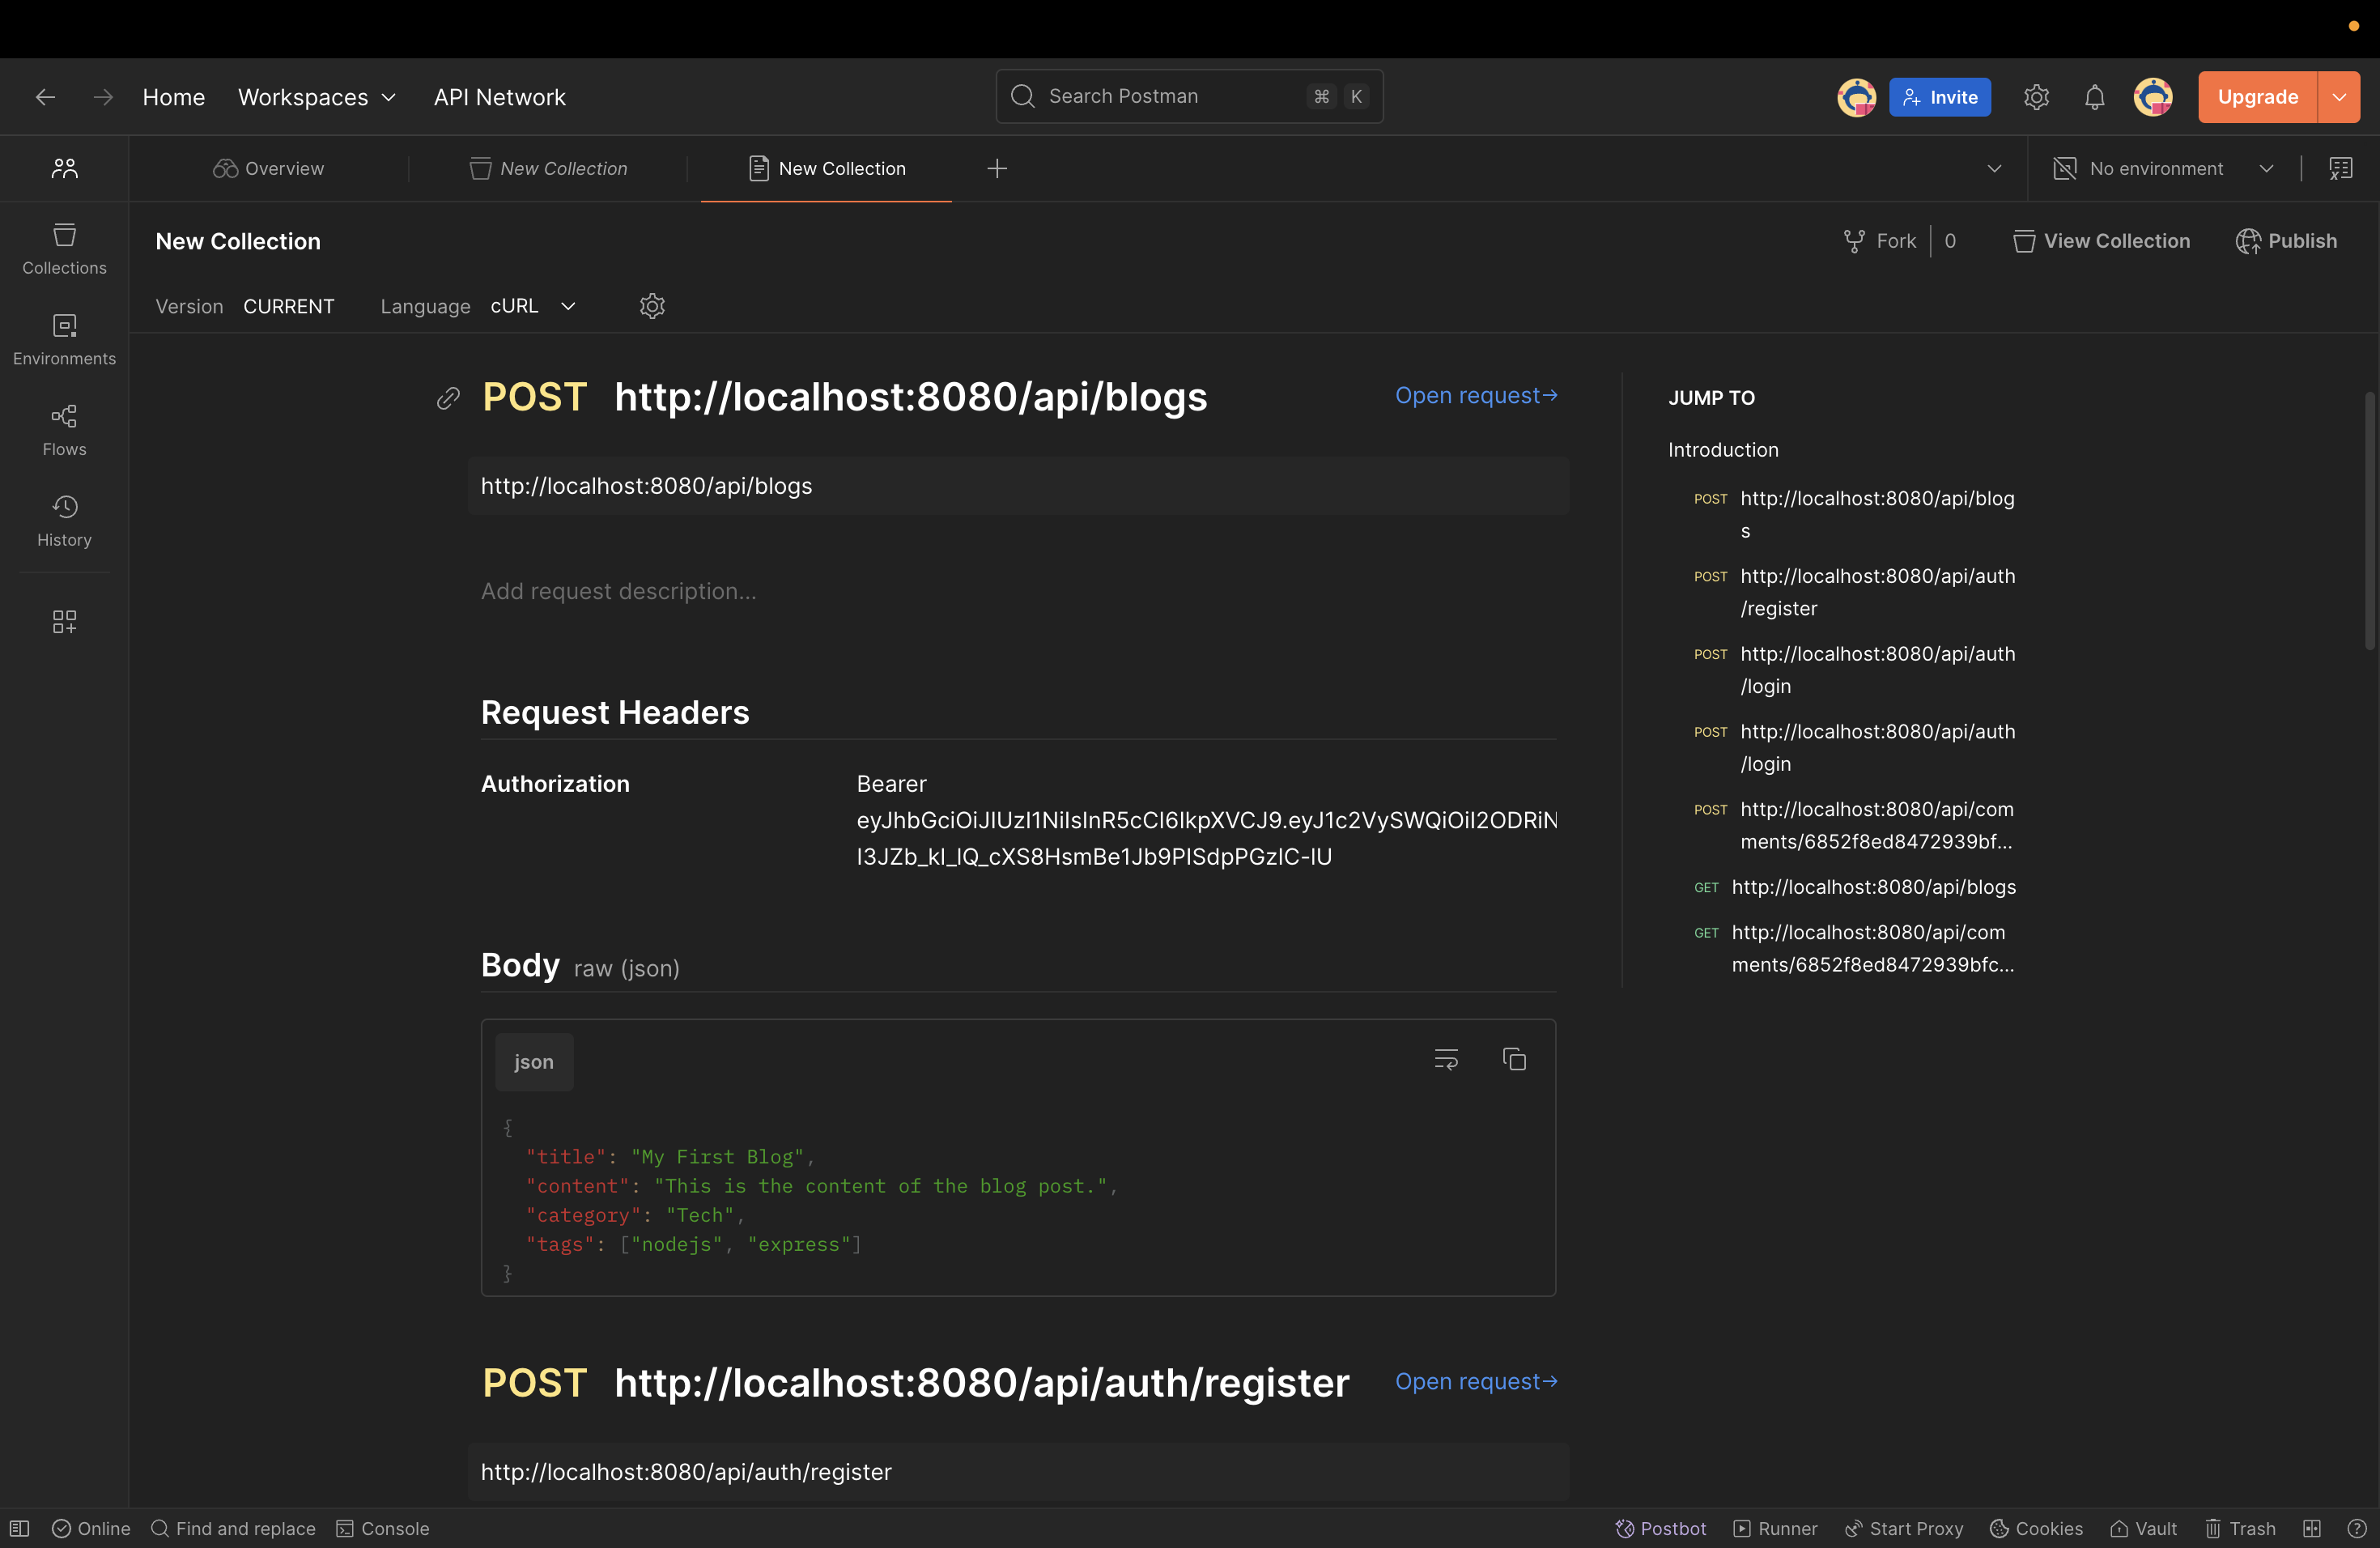 Home Workspaces API Network
Search Postman ⌘ K
Invite
Upgrade
Overview
New Collection
New Collection
No environment
Collections
Environments
Flows
History
New Collection
Fork 0
View Collection
Publish
Version CURRENT Language cURL
POST http://localhost:8080/api/blogs
Open request→
http://localhost:8080/api/blogs
Add request description...
Request Headers
Authorization
Bearer
Body raw (json)
json
{
"title": "My First Blog",
"content": "This is the content of the blog post.",
"category": "Tech",
"tags": ["nodejs", "express"]
}
POST http://localhost:8080/api/auth/register
Open request→
http://localhost:8080/api/auth/register
JUMP TO
Introduction
POST http://localhost:8080/api/blog
s
POST http://localhost:8080/api/auth
/register
POST http://localhost:8080/api/auth
/login
POST http://localhost:8080/api/auth
/login
POST http://localhost:8080/api/com
ments/6852f8ed8472939bf...
GET http://localhost:8080/api/blogs
GET http://localhost:8080/api/com
ments/6852f8ed8472939bfc...
Online Find and replace Console
Postbot Runner Start Proxy Cookies Vault Trash